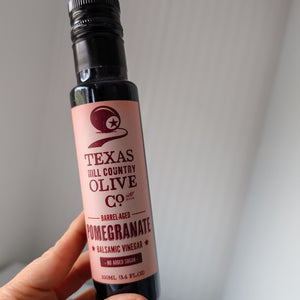 TEXAS
HILL COUNTRY
OLIVE
Co
BARREL-AGED
POMEGRANATE
BALSAMIC VINEGAR
NO ADDED SUGAR
100ML (3.4 FL.OZ)